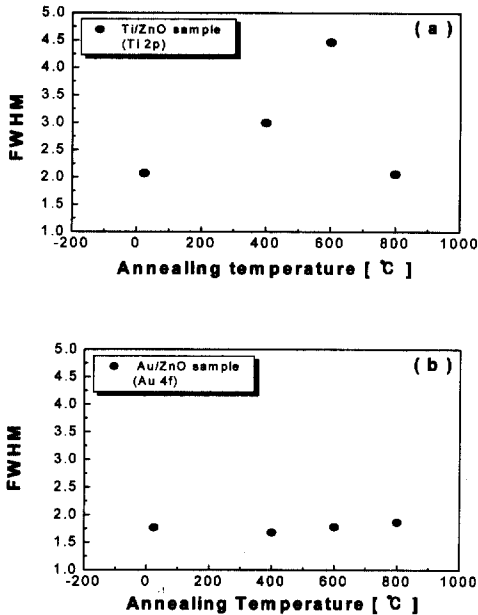 ( a )
Ti/ZnO sample
(Ti 2p)
FWHM
5.0
4.5
4.0
3.5
3.0
2.5
2.0
1.5
1.0
-200 0 200 400 600 800 1000
Annealing temperature [ ℃ ]
( b )
Au/ZnO sample
(Au 4f)
FWHM
5.0
4.5
4.0
3.5
3.0
2.5
2.0
1.5
1.0
-200 0 200 400 600 800 1000
Annealing Temperature [ ℃ ]